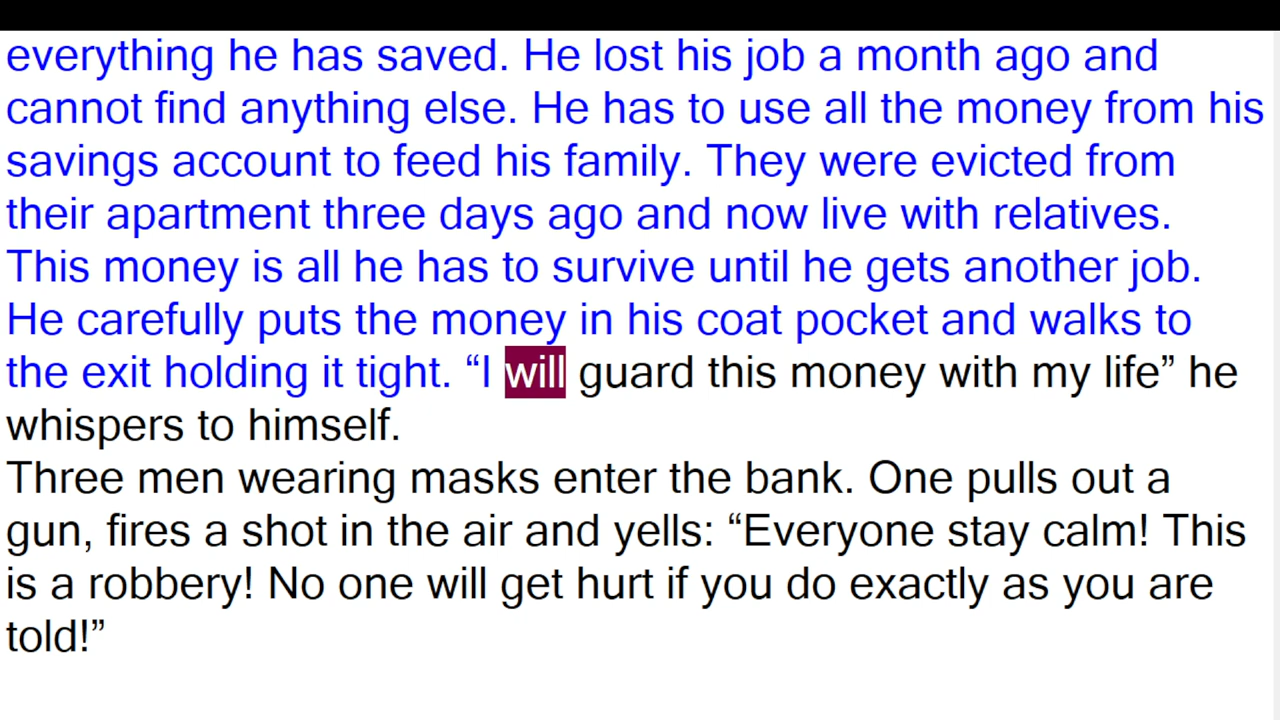 everything he has saved. He lost his job a month ago and
cannot find anything else. He has to use all the money from his
savings account to feed his family. They were evicted from
their apartment three days ago and now live with relatives.
This money is all he has to survive until he gets another job.
He carefully puts the money in his coat pocket and walks to
the exit holding it tight. “I will guard this money with my life” he
whispers to himself.
Three men wearing masks enter the bank. One pulls out a
gun, fires a shot in the air and yells: “Everyone stay calm! This
is a robbery! No one will get hurt if you do exactly as you are
told!”